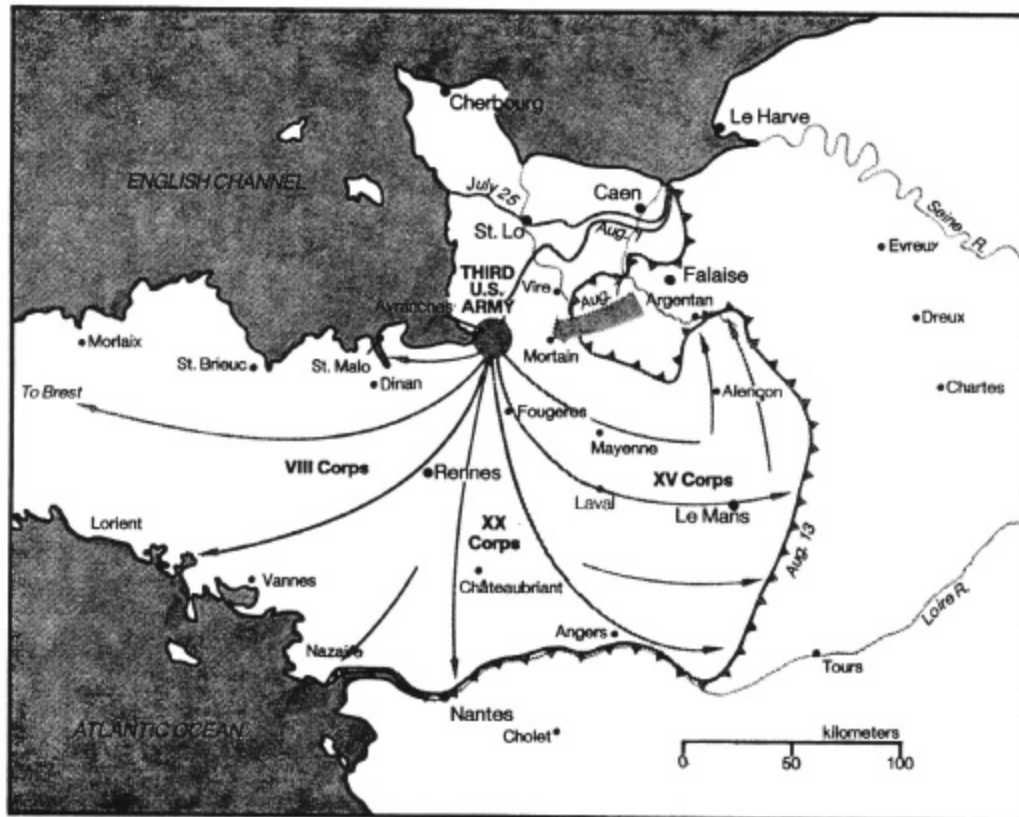 Cherbourg
Le Harve
ENGLISH CHANNEL
July 25
Caen
Seine R.
St. Lo
Aug. 1
Evreux
THIRD
U.S.
ARMY
Falaise
Vire
Aug.
Argentan
Avranches
Dreux
Morlaix
Mortain
St. Brieuc
St. Malo
Dinan
To Brest
Alençon
Chartes
Fougeres
Mayenne
VIII Corps
Rennes
XV Corps
Laval
Le Mans
Lorient
XX
Corps
Aug. 13
Vannes
Châteaubriant
Loire R.
Angers
Nazaire
Tours
Nantes
ATLANTIC OCEAN
Cholet
kilometers
0 50 100